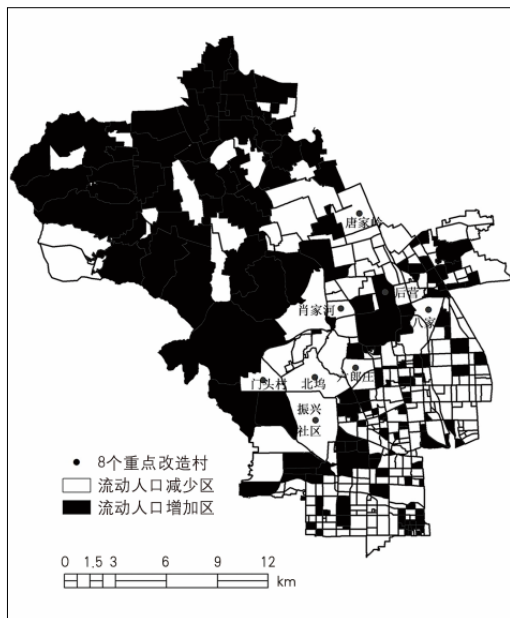 唐家岭
后营
肖家河
八家
六郎庄
门头村
北坞
振兴
社区
8个重点改造村
流动人口减少区
流动人口增加区
0 1.5 3 6 9 12
km